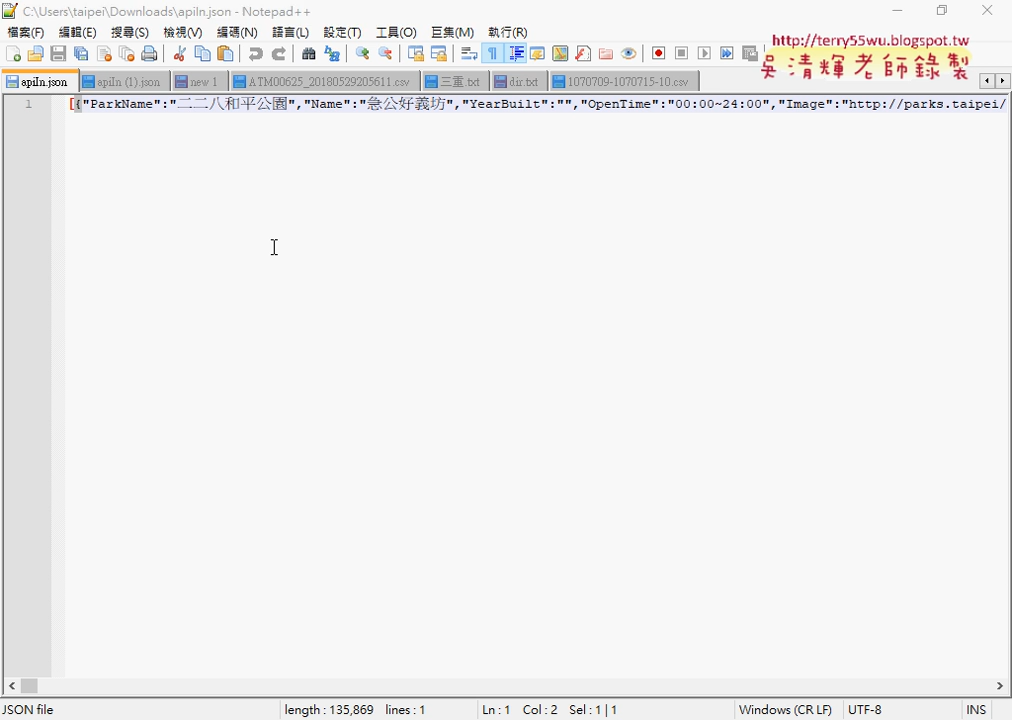 C:\Users\taipei\Downloads\apiIn.json - Notepad++
檔案(F) 編輯(E) 搜尋(S) 檢視(V) 編碼(N) 語言(L) 設定(T) 工具(O) 巨集(M) 執行(R)
http://terry55wu.blogspot.tw
吳清輝老師錄製
apiIn.json apiIn (1).json new 1 ATM00625_20180529205611.csv 三重.txt dir.txt 1070709-1070715-10.csv
1 [{"ParkName":"二二八和平公園","Name":"急公好義坊","YearBuilt":"","OpenTime":"00:00~24:00","Image":"http://parks.taipei/
JSON file length : 135,869 lines : 1 Ln : 1 Col : 2 Sel : 1 | 1 Windows (CR LF) UTF-8 INS